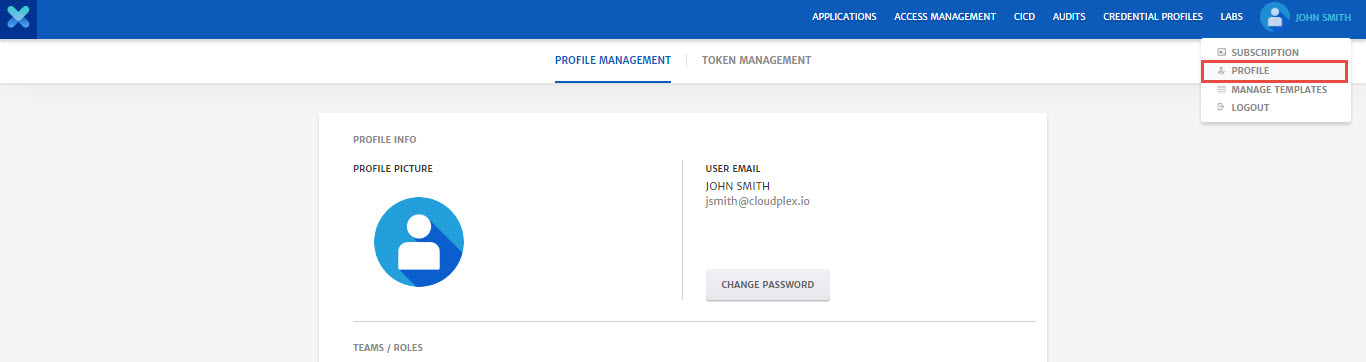 APPLICATIONS ACCESS MANAGEMENT CICD AUDITS CREDENTIAL PROFILES LABS JOHN SMITH
SUBSCRIPTION
PROFILE
MANAGE TEMPLATES
LOGOUT
PROFILE MANAGEMENT TOKEN MANAGEMENT
PROFILE INFO
PROFILE PICTURE
USER EMAIL
JOHN SMITH
jsmith@cloudplex.io
CHANGE PASSWORD
TEAMS / ROLES